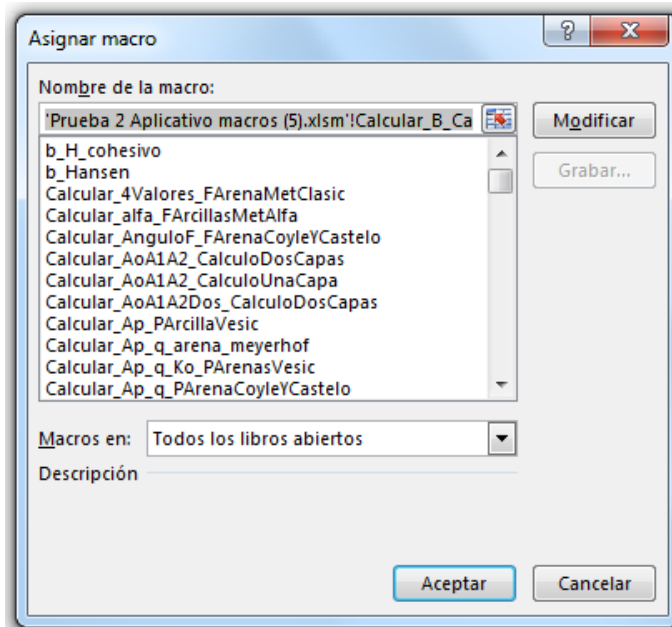 Asignar macro
Nombre de la macro:
'Prueba 2 Aplicativo macros (5).xlsm'!Calcular_B_Ca
Modificar
b_H_cohesivo
b_Hansen
Calcular_4Valores_FArenaMetClasic
Calcular_alfa_FArcillasMetAlfa
Calcular_AnguloF_FArenaCoyleYCastelo
Calcular_AoA1A2_CalculoDosCapas
Calcular_AoA1A2_CalculoUnaCapa
Calcular_AoA1A2Dos_CalculoDosCapas
Calcular_Ap_PArcillaVesic
Calcular_Ap_q_arena_meyerhof
Calcular_Ap_q_Ko_PArenasVesic
Calcular_Ap_q_PArenaCoyleYCastelo
Grabar...
Macros en: Todos los libros abiertos
Descripción
Aceptar
Cancelar